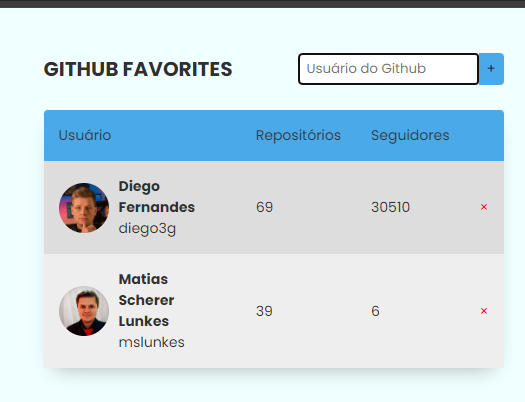 GITHUB FAVORITES
Usuário do Github +
Usuário Repositórios Seguidores
Diego
Fernandes
diego3g
69 30510 ×
Matias
Scherer
Lunkes
mslunkes
39 6 ×